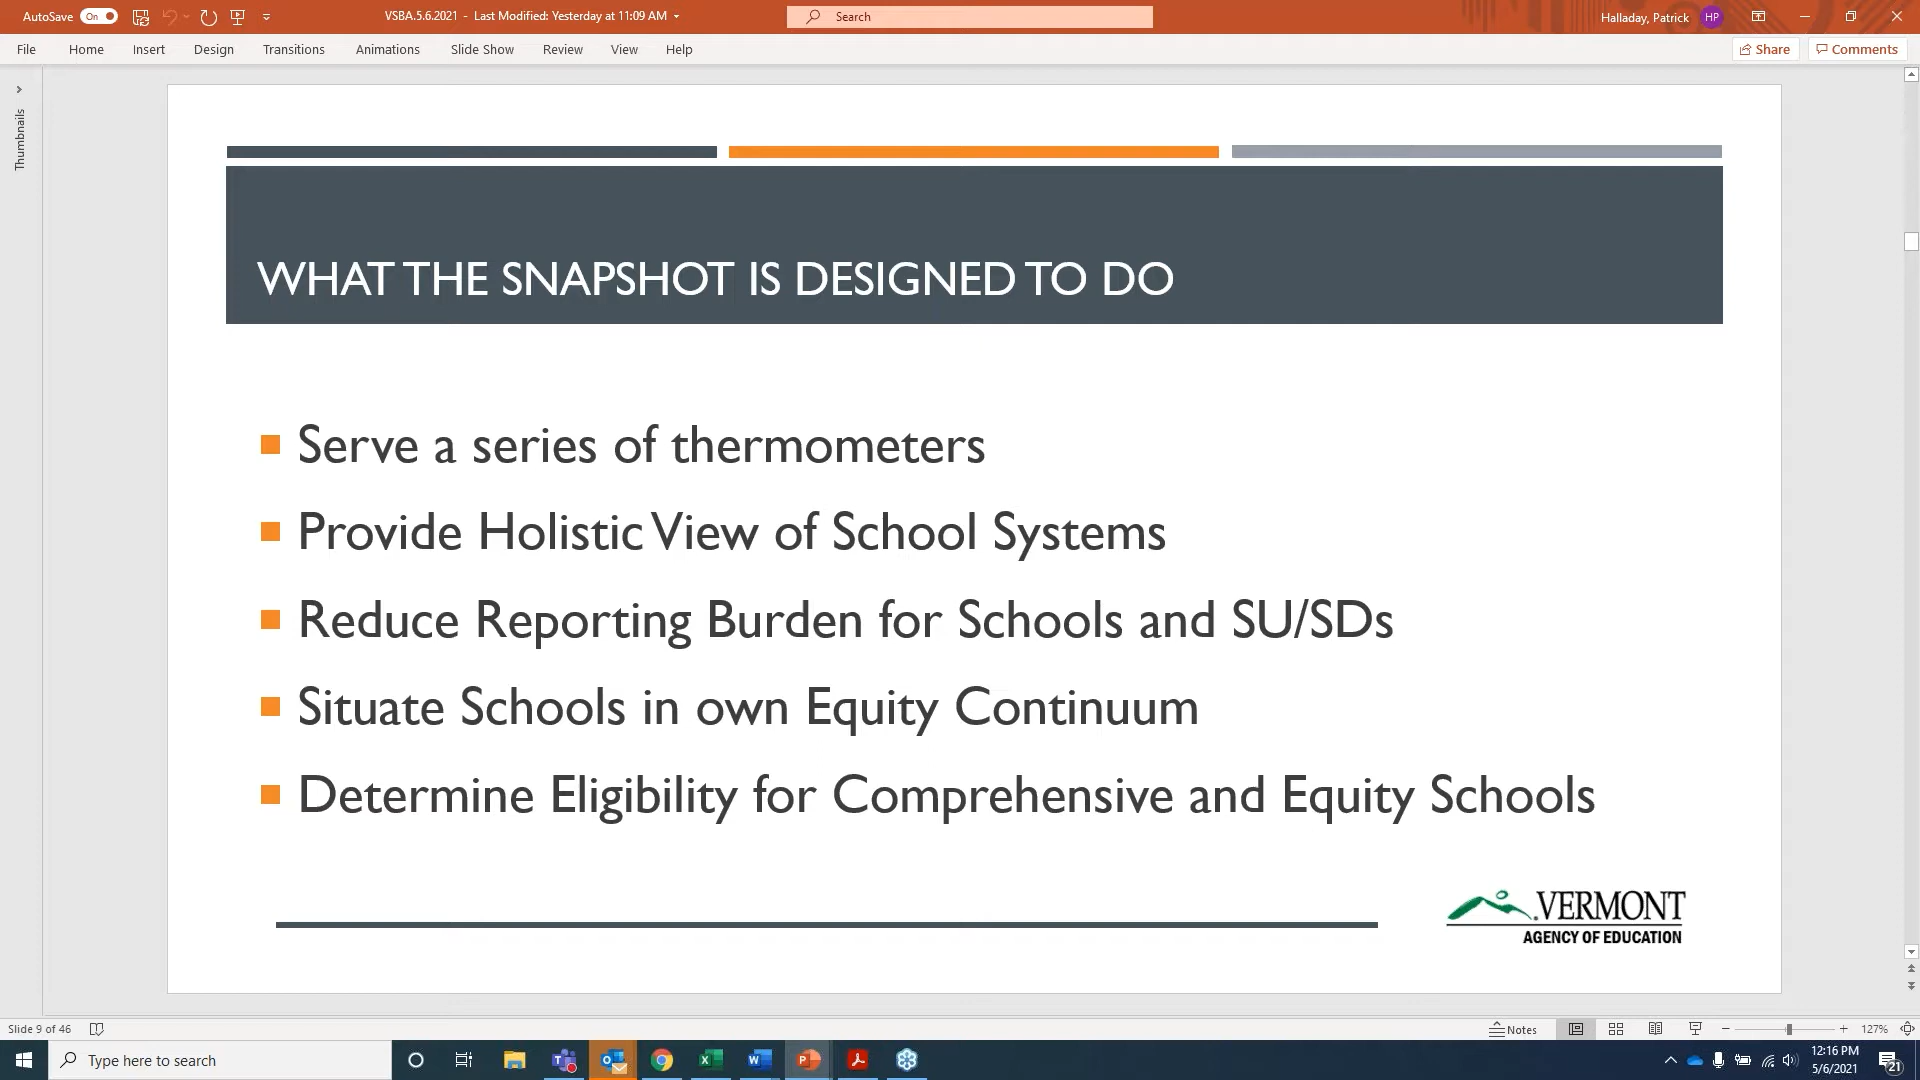 AutoSave On VSBA.5.6.2021 - Last Modified: Yesterday at 11:09 AM Search Halladay, Patrick HP
File Home Insert Design Transitions Animations Slide Show Review View Help Share Comments
Thumbnails
WHAT THE SNAPSHOT IS DESIGNED TO DO
Serve a series of thermometers
Provide Holistic View of School Systems
Reduce Reporting Burden for Schools and SU/SDs
Situate Schools in own Equity Continuum
Determine Eligibility for Comprehensive and Equity Schools
VERMONT
AGENCY OF EDUCATION
Slide 9 of 46 Notes 127%
Type here to search
12:16 PM
5/6/2021
21